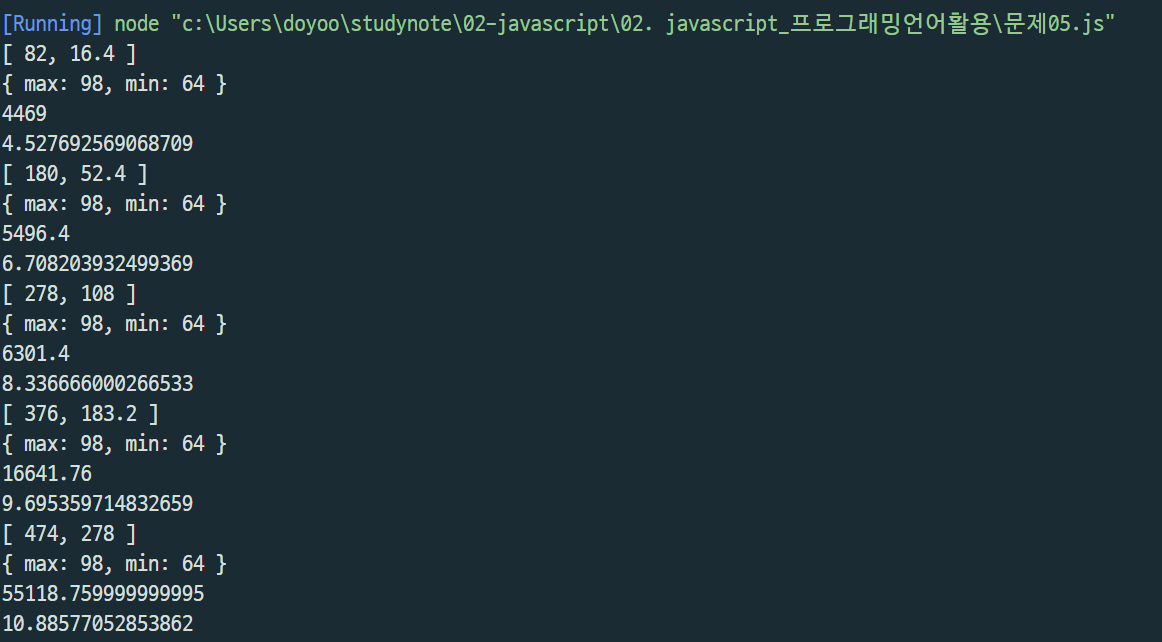 [Running] node "c:\Users\doyoo\studynote\02-javascript\02. javascript_프로그래밍언어활용\문제05.js"
[ 82, 16.4 ]
{ max: 98, min: 64 }
4469
4.527692569068709
[ 180, 52.4 ]
{ max: 98, min: 64 }
5496.4
6.708203932499369
[ 278, 108 ]
{ max: 98, min: 64 }
6301.4
8.336666000266533
[ 376, 183.2 ]
{ max: 98, min: 64 }
16641.76
9.695359714832659
[ 474, 278 ]
{ max: 98, min: 64 }
55118.759999999995
10.88577052853862